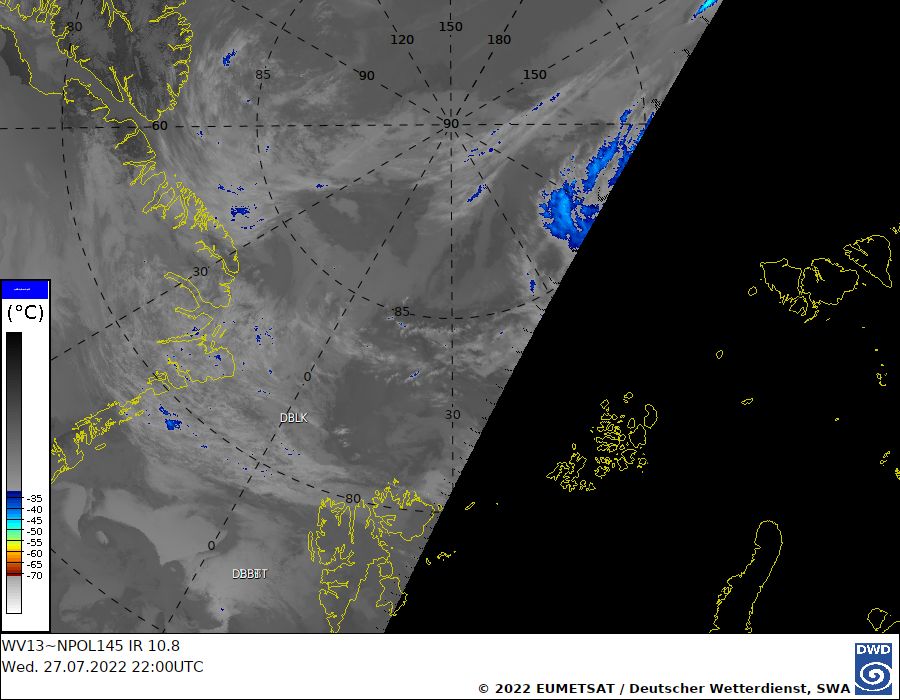 80
120 150 180
85 90 150
60 90
30
85
0
30
DBLK
80
0
(°C)
-35
-40
-45
-50
-55
-60
-65
-70
WV13~NPOL145 IR 10.8
Wed. 27.07.2022 22:00UTC
DWD
© 2022 EUMETSAT / Deutscher Wetterdienst, SWA